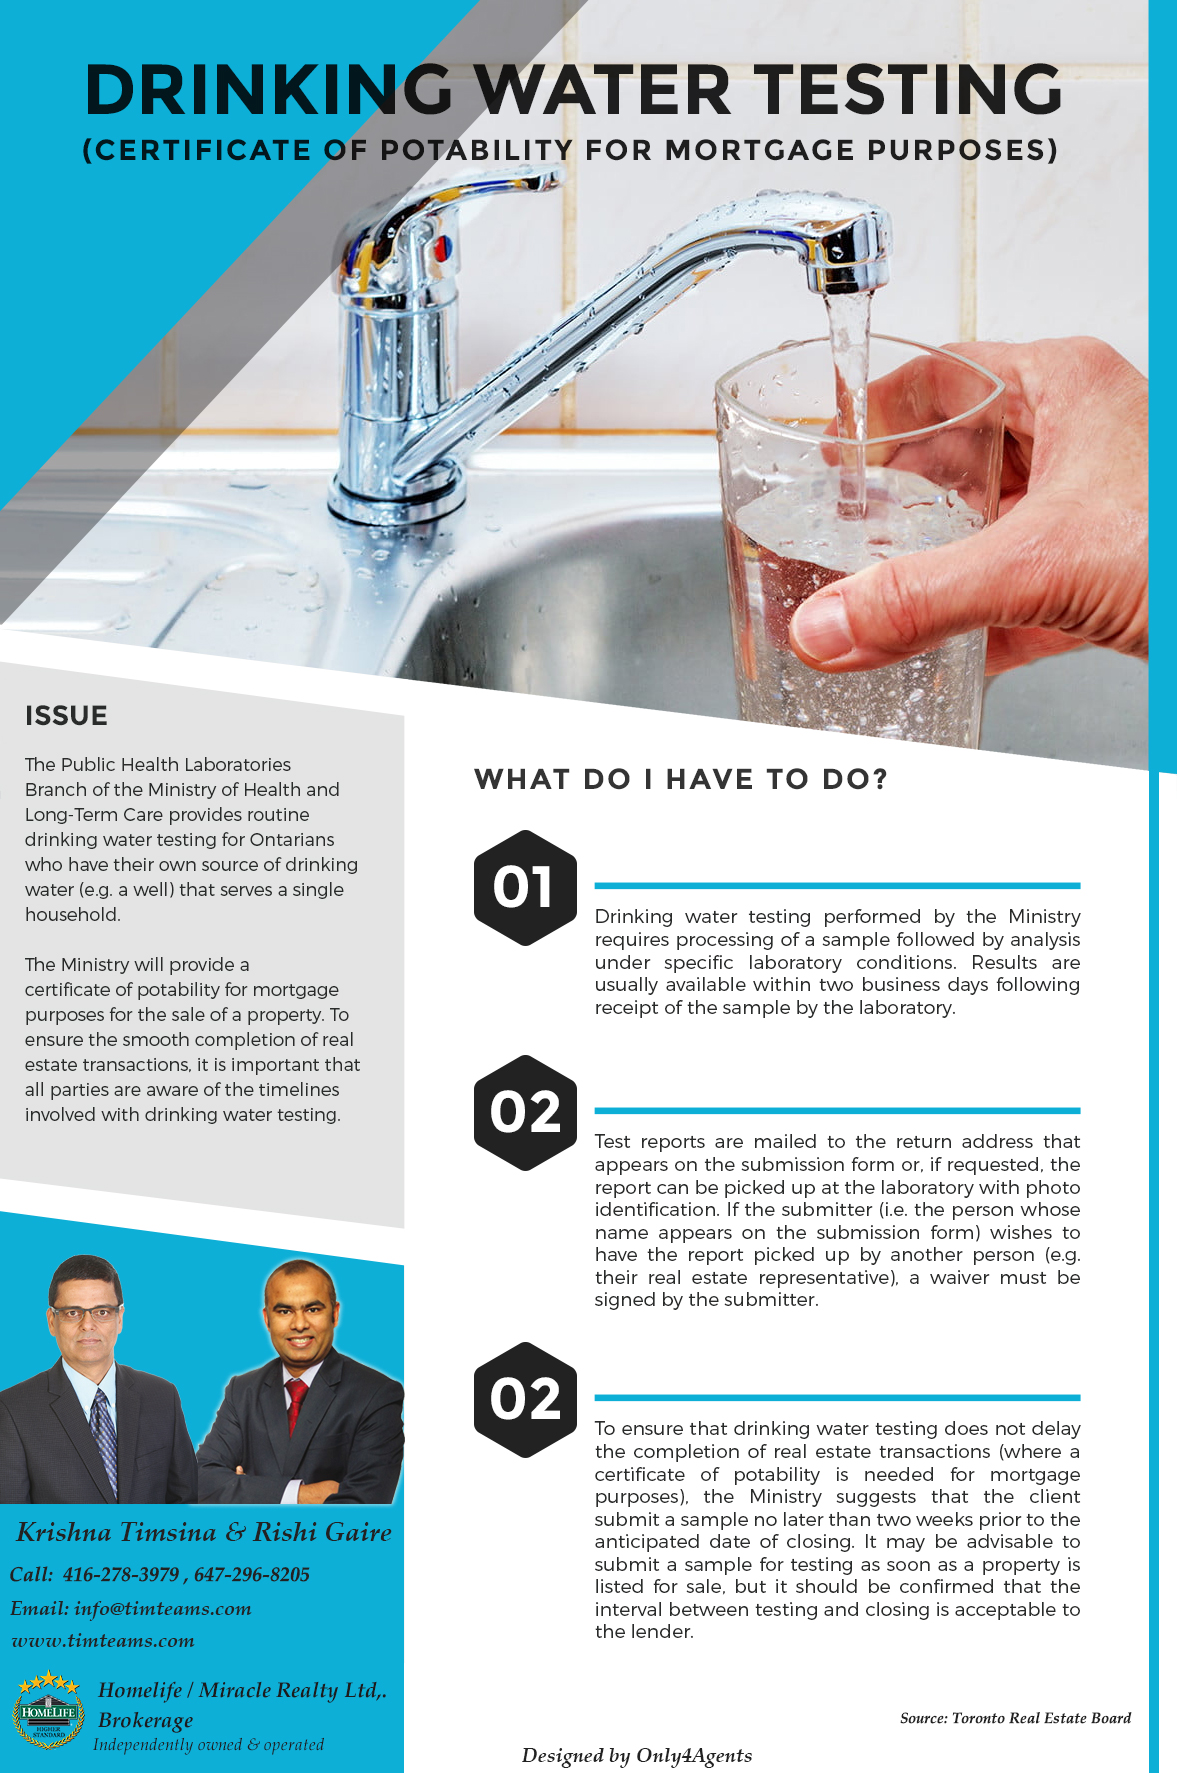 DRINKING WATER TESTING
(CERTIFICATE OF POTABILITY FOR MORTGAGE PURPOSES)
ISSUE
The Public Health Laboratories
Branch of the Ministry of Health and
Long-Term Care provides routine
drinking water testing for Ontarians
who have their own source of drinking
water (e.g. a well) that serves a single
household.
The Ministry will provide a
certificate of potability for mortgage
purposes for the sale of a property. To
ensure the smooth completion of real
estate transactions, it is important that
all parties are aware of the timelines
involved with drinking water testing.
WHAT DO I HAVE TO DO?
01
Drinking water testing performed by the Ministry
requires processing of a sample followed by analysis
under specific laboratory conditions. Results are
usually available within two business days following
receipt of the sample by the laboratory.
02
Test reports are mailed to the return address that
appears on the submission form or, if requested, the
report can be picked up at the laboratory with photo
identification. If the submitter (i.e. the person whose
name appears on the submission form) wishes to
have the report picked up by another person (e.g.
their real estate representative), a waiver must be
signed by the submitter.
02
To ensure that drinking water testing does not delay
the completion of real estate transactions (where a
certificate of potability is needed for mortgage
purposes), the Ministry suggests that the client
submit a sample no later than two weeks prior to the
anticipated date of closing. It may be advisable to
submit a sample for testing as soon as a property is
listed for sale, but it should be confirmed that the
interval between testing and closing is acceptable to
the lender.
Krishna Timsina & Rishi Gaire
Call: 416-278-3979 , 647-296-8205
Email: info@timteams.com
www.timteams.com
HOMELIFE
HIGHER
STANDARD
Homelife / Miracle Realty Ltd,.
Brokerage
Independently owned & operated
Source: Toronto Real Estate Board
Designed by Only4Agents